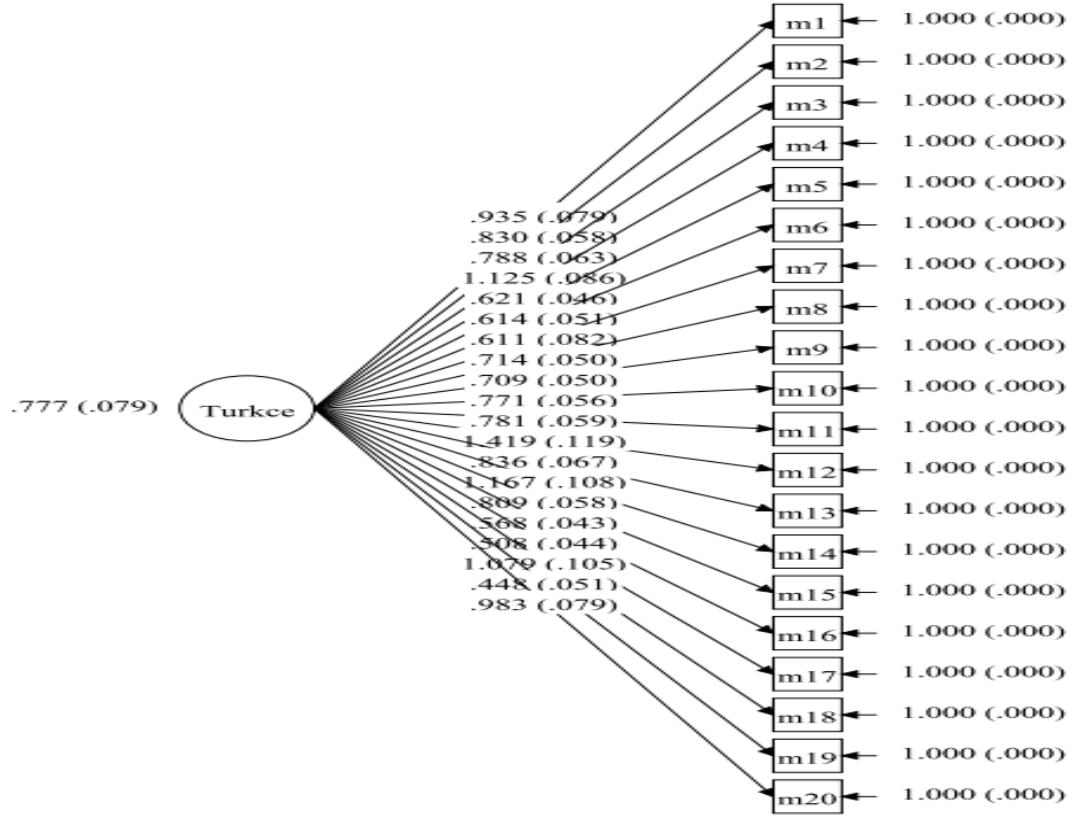 m1 1.000 (.000)
m2 1.000 (.000)
m3 1.000 (.000)
m4 1.000 (.000)
m5 1.000 (.000)
m6 1.000 (.000)
m7 1.000 (.000)
m8 1.000 (.000)
m9 1.000 (.000)
m10 1.000 (.000)
m11 1.000 (.000)
m12 1.000 (.000)
m13 1.000 (.000)
m14 1.000 (.000)
m15 1.000 (.000)
m16 1.000 (.000)
m17 1.000 (.000)
m18 1.000 (.000)
m19 1.000 (.000)
m20 1.000 (.000)
.935 (.079)
.830 (.058)
.788 (.063)
1.125 (.086)
.621 (.046)
.614 (.051)
.611 (.082)
.714 (.050)
.709 (.050)
.771 (.056)
.781 (.059)
1.419 (.119)
.836 (.067)
1.167 (.108)
.809 (.058)
.568 (.043)
.508 (.044)
1.079 (.105)
.448 (.051)
.983 (.079)
.777 (.079) Turkce